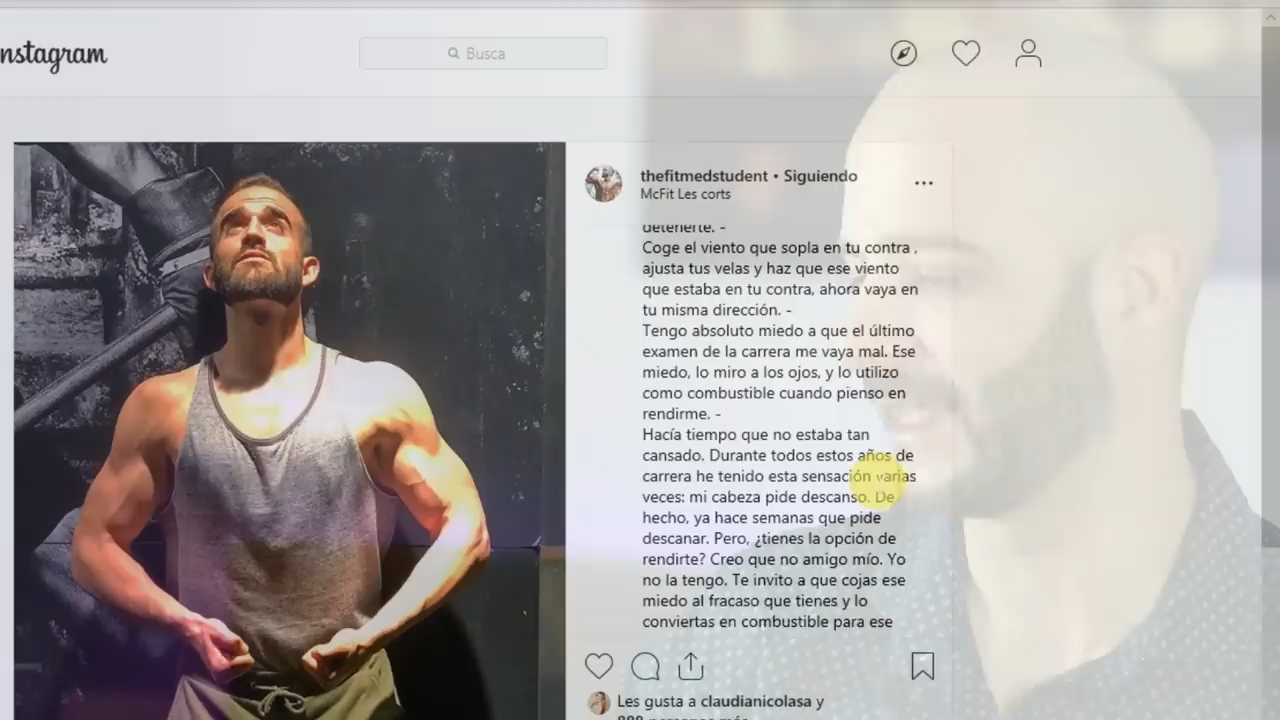 nstagram
Busca
thefitmedstudent • Siguiendo
McFit Les corts
detenerte. -
Coge el viento que sopla en tu contra ,
ajusta tus velas y haz que ese viento
que estaba en tu contra, ahora vaya en
tu misma dirección. -
Tengo absoluto miedo a que el último
examen de la carrera me vaya mal. Ese
miedo, lo miro a los ojos, y lo utilizo
como combustible cuando pienso en
rendirme. -
Hacía tiempo que no estaba tan
cansado. Durante todos estos años de
carrera he tenido esta sensación varias
veces: mi cabeza pide descanso. De
hecho, ya hace semanas que pide
descanar. Pero, ¿tienes la opción de
rendirte? Creo que no amigo mío. Yo
no la tengo. Te invito a que cojas ese
miedo al fracaso que tienes y lo
conviertas en combustible para ese
Les gusta a claudianicolasa y